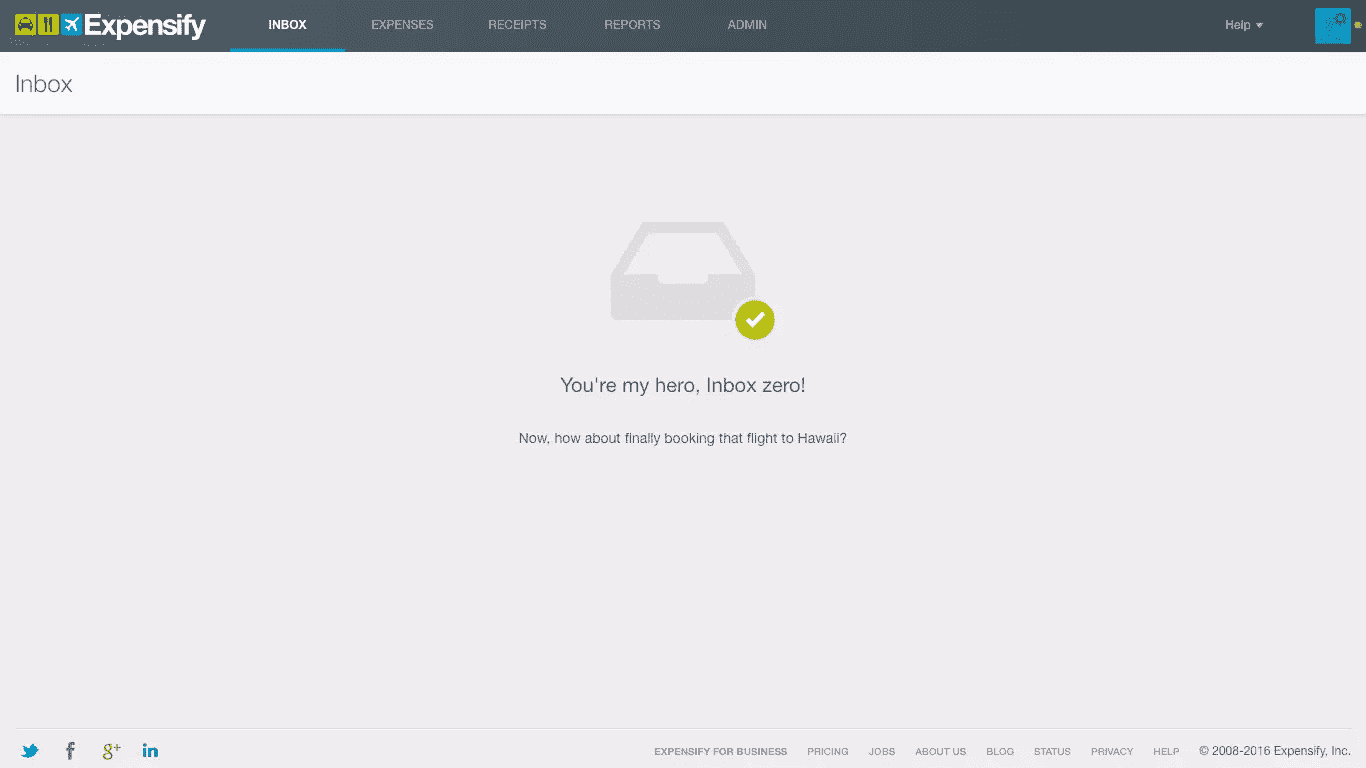 Expensify INBOX EXPENSES RECEIPTS REPORTS ADMIN Help
Inbox
You're my hero, Inbox zero!
Now, how about finally booking that flight to Hawaii?
g+ in EXPENSIFY FOR BUSINESS PRICING JOBS ABOUT US BLOG STATUS PRIVACY HELP © 2008-2016 Expensify, Inc.